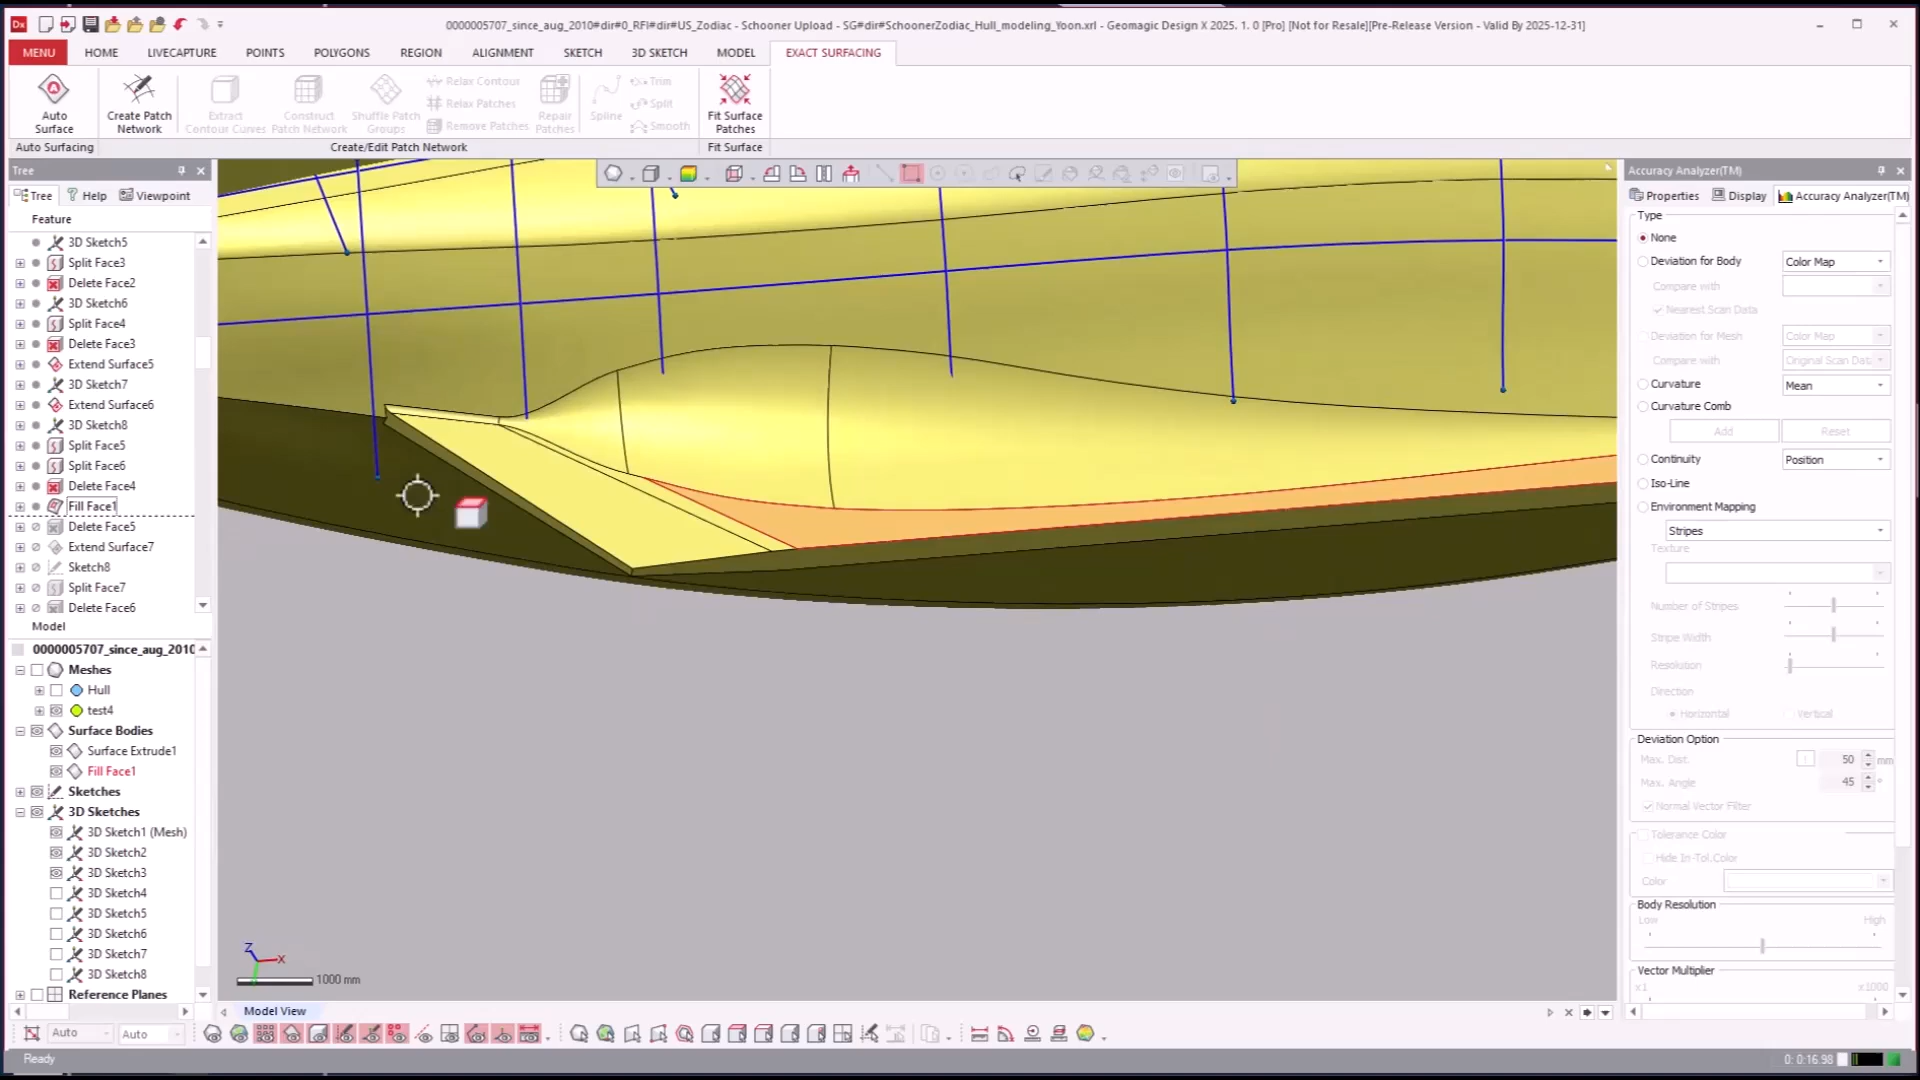 Dx
0000005707_since_aug_2010#dir#0_RFI#dir#US_Zodiac - Schooner Upload - SG#dir#SchoonerZodiac_Hull_modeling_Yoon.xrl - Geomagic Design X 2025. 1. 0 [Pro] [Not for Resale][Pre-Release Version - Valid By 2025-12-31]
MENU HOME LIVECAPTURE POINTS POLYGONS REGION ALIGNMENT SKETCH 3D SKETCH MODEL EXACT SURFACING
Auto Surface
Create Patch Network
Extract Contour Curves
Construct Patch Network
Shuffle Patch Groups
Relax Contour
Relax Patches
Remove Patches
Repair Patches
Spline
Trim
Split
Smooth
Fit Surface Patches
Auto Surfacing
Create/Edit Patch Network
Fit Surface
Tree
Tree Help Viewpoint
Feature
3D Sketch5
Split Face3
Delete Face2
3D Sketch6
Split Face4
Delete Face3
Extend Surface5
3D Sketch7
Extend Surface6
3D Sketch8
Split Face5
Split Face6
Delete Face4
Fill Face1
Delete Face5
Extend Surface7
Sketch8
Split Face7
Delete Face6
Model
0000005707_since_aug_2010
Meshes
Hull
test4
Surface Bodies
Surface Extrude1
Fill Face1
Sketches
3D Sketches
3D Sketch1 (Mesh)
3D Sketch2
3D Sketch3
3D Sketch4
3D Sketch5
3D Sketch6
3D Sketch7
3D Sketch8
Reference Planes
Z
X
1000 mm
Model View
Accuracy Analyzer(TM)
Properties Display Accuracy Analyzer(TM)
Type
None
Deviation for Body Color Map
Compare with
Nearest Scan Data
Deviation for Mesh Color Map
Compare with Original Scan Data
Curvature Mean
Curvature Comb
Add Reset
Continuity Position
Iso-Line
Environment Mapping
Stripes
Texture
Number of Stripes
Stripe Width
Resolution
Direction
Horizontal Vertical
Deviation Option
Max. Dist. 50 mm
Max. Angle 45 °
Normal Vector Filter
Tolerance Color
Hide In-Tol.Color
Color
Body Resolution
Low High
Vector Multiplier
x1 x1000
Auto Auto
Ready
0: 0:16.98